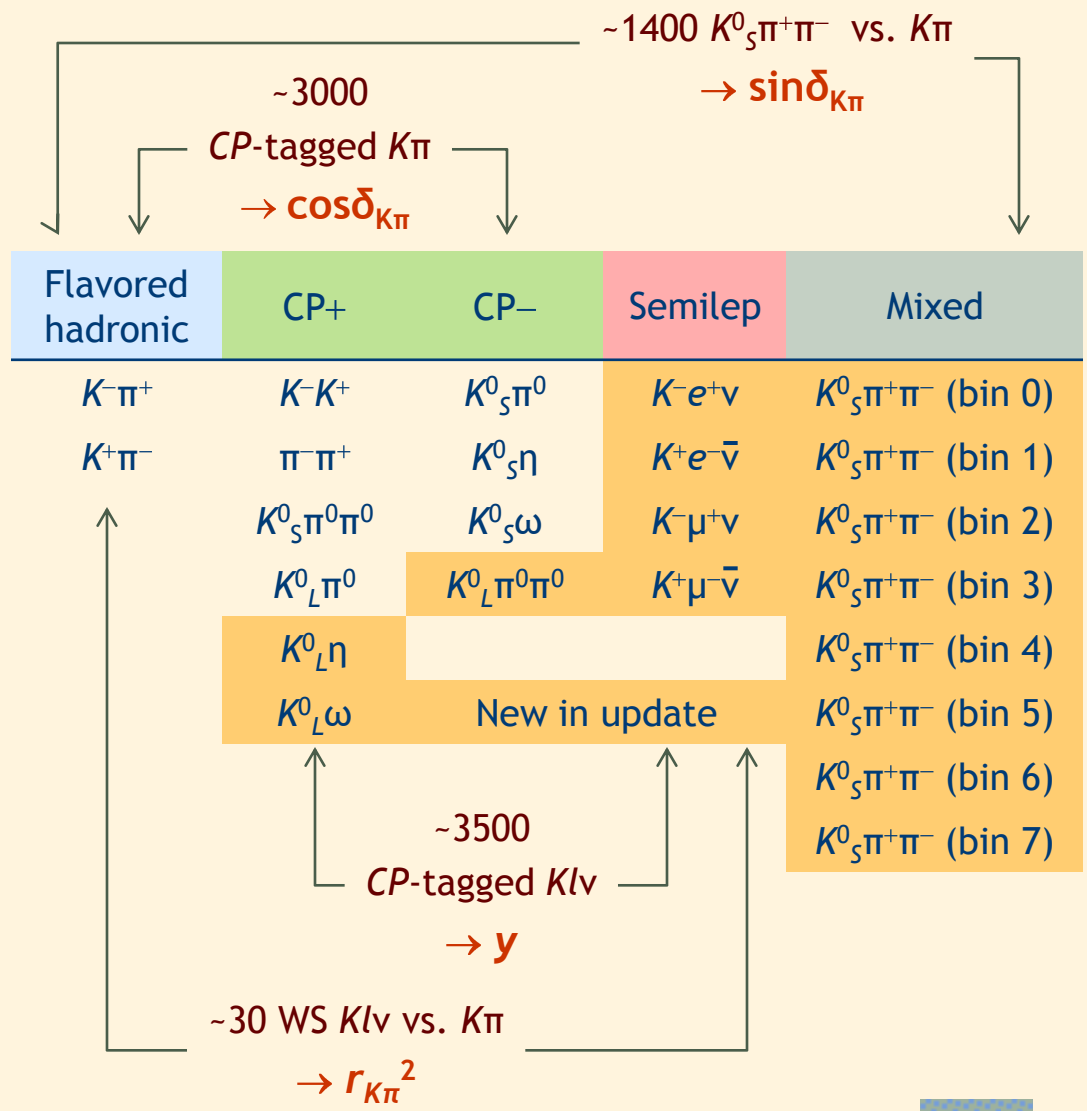 ~1400 K⁰Sπ⁺π⁻ vs. Kπ
→ sinδKπ
~3000
CP-tagged Kπ
→ cosδKπ
Flavored hadronic | CP+ | CP− | Semilep | Mixed
K⁻π⁺ | K⁻K⁺ | K⁰Sπ⁰ | K⁻e⁺ν | K⁰Sπ⁺π⁻ (bin 0)
K⁺π⁻ | π⁻π⁺ | K⁰Sη | K⁺e⁻ν̄ | K⁰Sπ⁺π⁻ (bin 1)
K⁰Sπ⁰π⁰ | K⁰Sω | K⁻μ⁺ν | K⁰Sπ⁺π⁻ (bin 2)
K⁰Lπ⁰ | K⁰Lπ⁰π⁰ | K⁺μ⁻ν̄ | K⁰Sπ⁺π⁻ (bin 3)
K⁰Lη | K⁰Sπ⁺π⁻ (bin 4)
K⁰Lω | New in update | K⁰Sπ⁺π⁻ (bin 5)
K⁰Sπ⁺π⁻ (bin 6)
K⁰Sπ⁺π⁻ (bin 7)
~3500
CP-tagged Klν
→ y
~30 WS Klν vs. Kπ
→ rKπ²